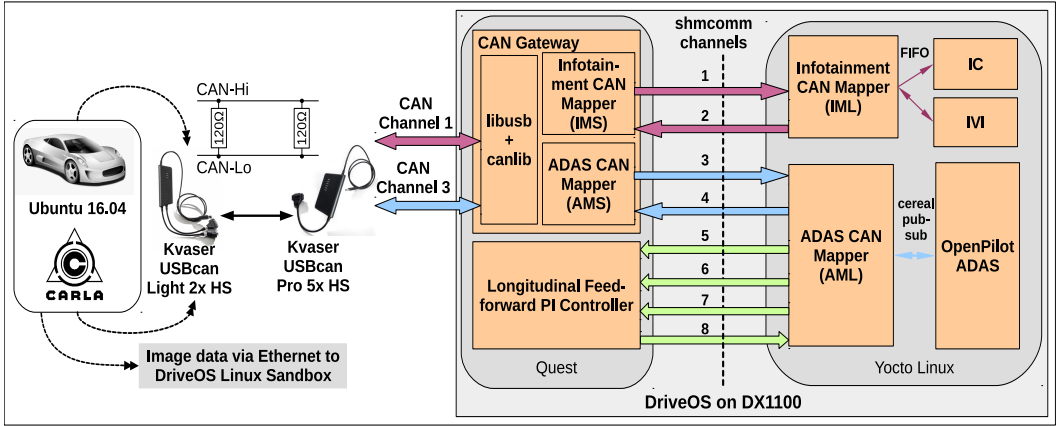 shmcomm
channels
CAN Gateway
libusb
+
canlib
Infotain-
ment CAN
Mapper
(IMS)
ADAS CAN
Mapper
(AMS)
Longitudinal Feed-
forward PI Controller
Quest
1
2
3
4
5
6
7
8
Infotainment
CAN Mapper
(IML)
FIFO
IC
IVI
ADAS CAN
Mapper
(AML)
cereal
pub-
sub
OpenPilot
ADAS
Yocto Linux
DriveOS on DX1100
CAN-Hi
120Ω
120Ω
CAN-Lo
CAN
Channel 1
CAN
Channel 3
Ubuntu 16.04
CARLA
Kvaser
USBcan
Light 2x HS
Kvaser
USBcan
Pro 5x HS
Image data via Ethernet to
DriveOS Linux Sandbox